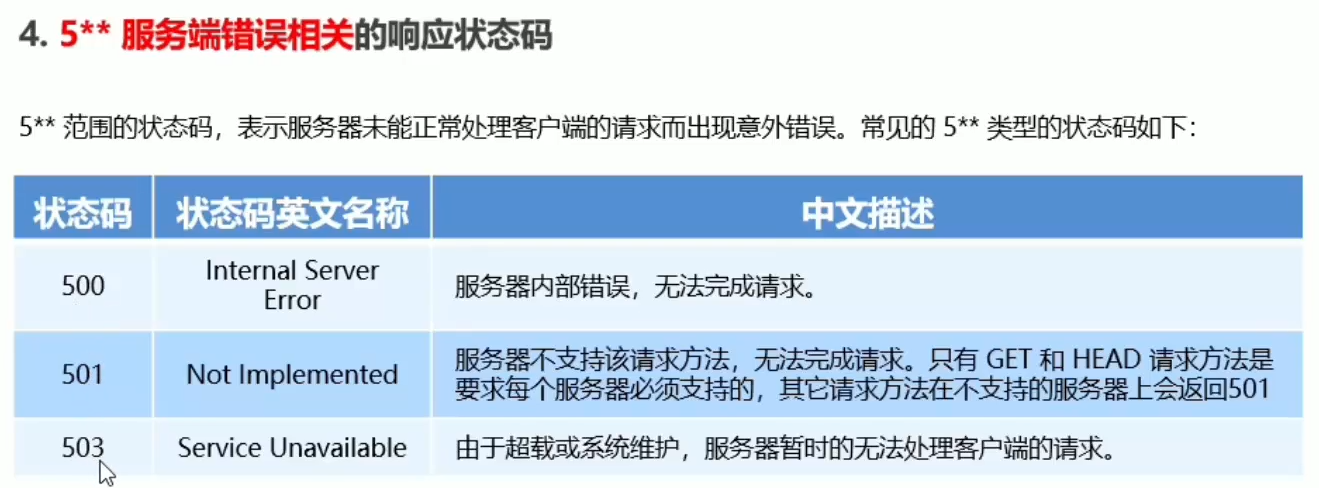 4. 5** 服务端错误相关的响应状态码
5** 范围的状态码，表示服务器未能正常处理客户端的请求而出现意外错误。常见的 5** 类型的状态码如下：
状态码 状态码英文名称 中文描述
500 Internal Server Error 服务器内部错误，无法完成请求。
501 Not Implemented 服务器不支持该请求方法，无法完成请求。只有 GET 和 HEAD 请求方法是
要求每个服务器必须支持的，其它请求方法在不支持的服务器上会返回501
503 Service Unavailable 由于超载或系统维护，服务器暂时的无法处理客户端的请求。